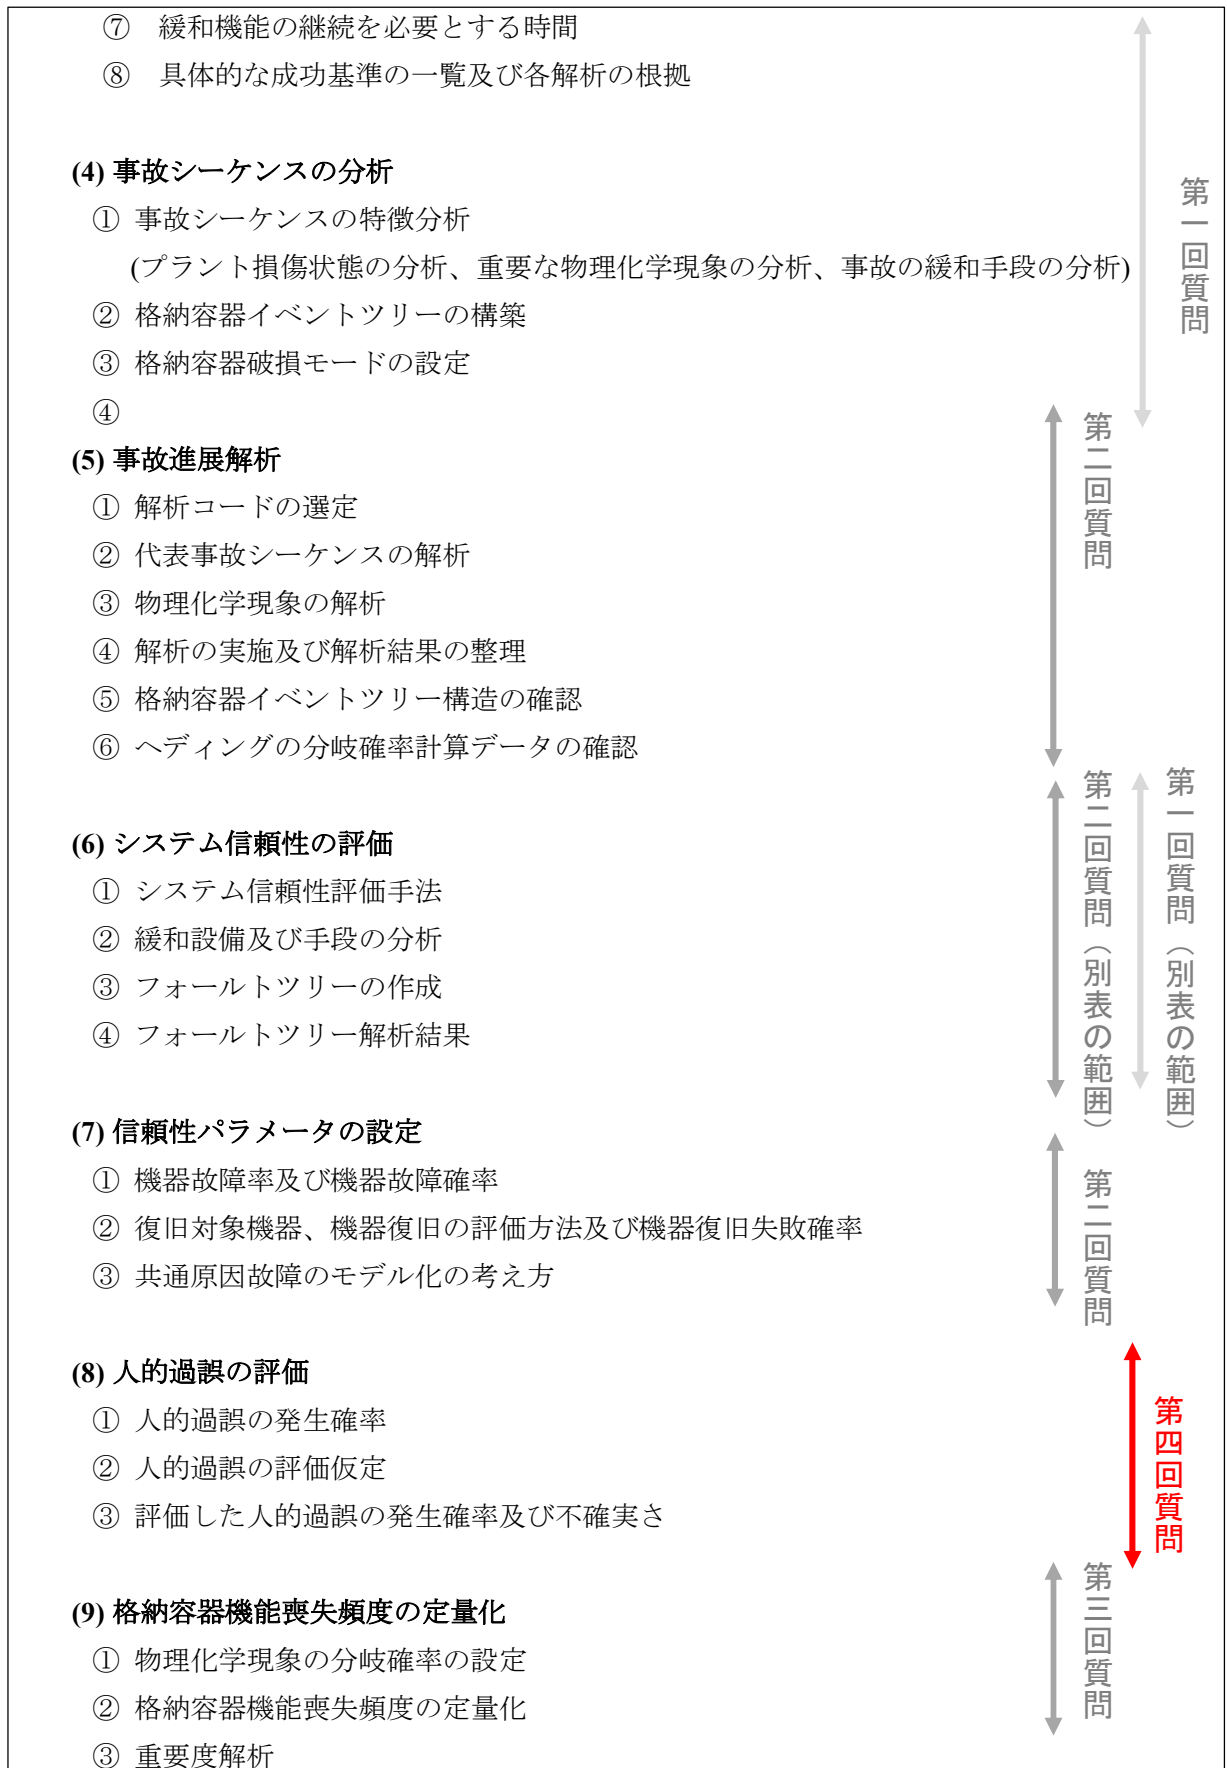 ⑦ 緩和機能の継続を必要とする時間
⑧ 具体的な成功基準の一覧及び各解析の根拠
(4) 事故シーケンスの分析
① 事故シーケンスの特徴分析
(プラント損傷状態の分析、重要な物理化学現象の分析、事故の緩和手段の分析)
② 格納容器イベントツリーの構築
③ 格納容器破損モードの設定
④
第一回質問
(5) 事故進展解析
① 解析コードの選定
② 代表事故シーケンスの解析
③ 物理化学現象の解析
④ 解析の実施及び解析結果の整理
⑤ 格納容器イベントツリー構造の確認
⑥ ヘディングの分岐確率計算データの確認
第二回質問
(6) システム信頼性の評価
① システム信頼性評価手法
② 緩和設備及び手段の分析
③ フォールトツリーの作成
④ フォールトツリー解析結果
第二回質問（別表の範囲）
第一回質問（別表の範囲）
(7) 信頼性パラメータの設定
① 機器故障率及び機器故障確率
② 復旧対象機器、機器復旧の評価方法及び機器復旧失敗確率
③ 共通原因故障のモデル化の考え方
第二回質問
(8) 人的過誤の評価
① 人的過誤の発生確率
② 人的過誤の評価仮定
③ 評価した人的過誤の発生確率及び不確実さ
第四回質問
(9) 格納容器機能喪失頻度の定量化
① 物理化学現象の分岐確率の設定
② 格納容器機能喪失頻度の定量化
③ 重要度解析
第三回質問